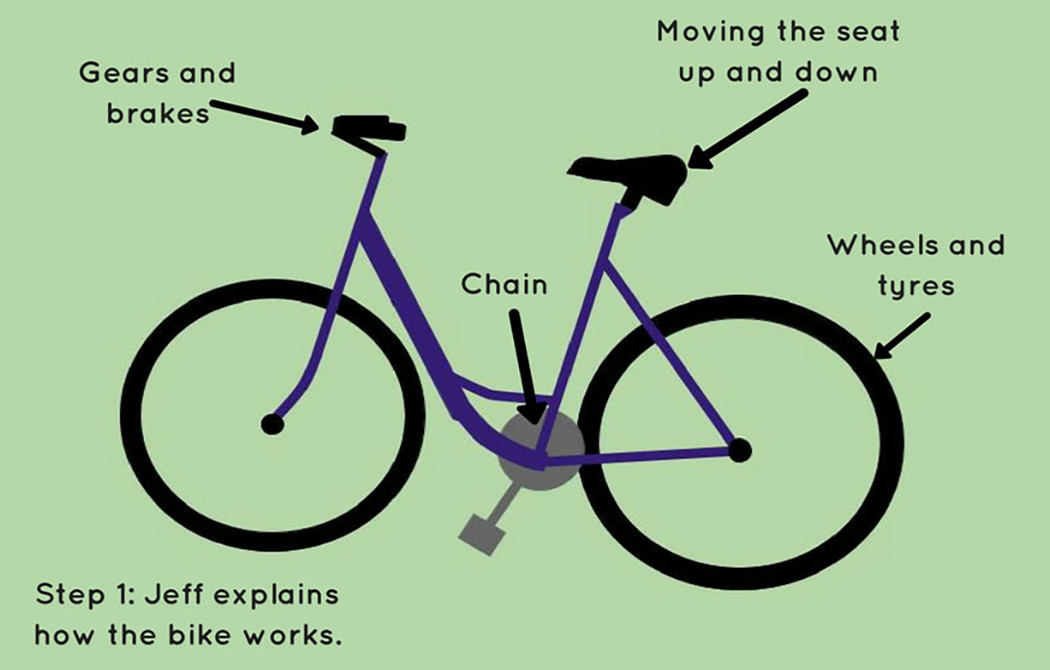 Moving the seat
up and down
Gears and
brakes
Wheels and
tyres
Chain
Step 1: Jeff explains
how the bike works.